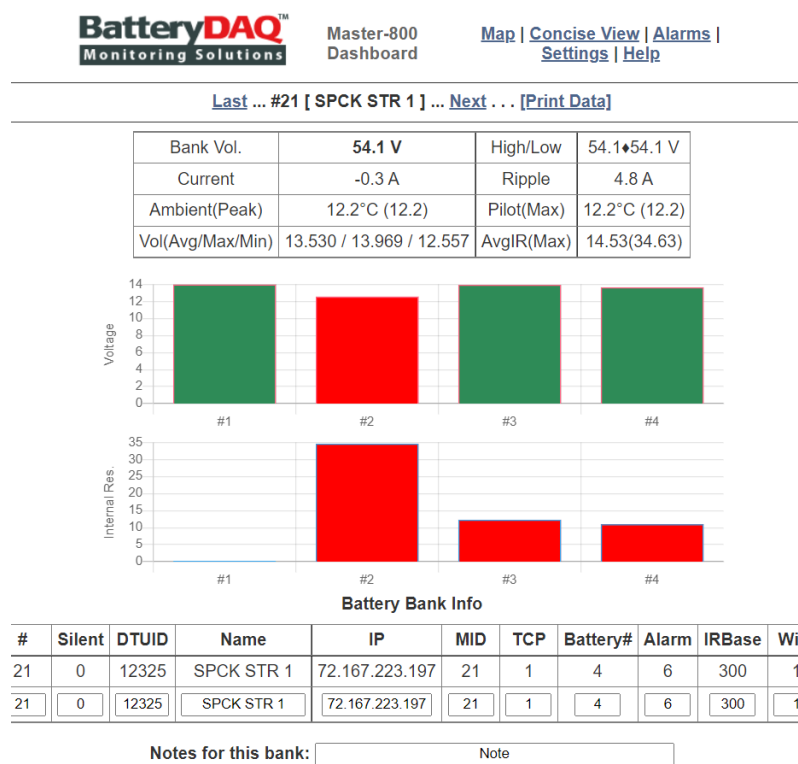 BatteryDAQ™
Monitoring Solutions
Master-800
Dashboard
Map | Concise View | Alarms |
Settings | Help
Last ... #21 [ SPCK STR 1 ] ... Next . . . [Print Data]
Bank Vol. 54.1 V High/Low 54.1♦54.1 V
Current -0.3 A Ripple 4.8 A
Ambient(Peak) 12.2°C (12.2) Pilot(Max) 12.2°C (12.2)
Vol(Avg/Max/Min) 13.530 / 13.969 / 12.557 AvgIR(Max) 14.53(34.63)
Voltage
14
12
10
8
6
4
2
0
#1 #2 #3 #4
Internal Res.
35
30
25
20
15
10
5
0
#1 #2 #3 #4
Battery Bank Info
# Silent DTUID Name IP MID TCP Battery# Alarm IRBase Wi
21 0 12325 SPCK STR 1 72.167.223.197 21 1 4 6 300 1
21 0 12325 SPCK STR 1 72.167.223.197 21 1 4 6 300 1
Notes for this bank: Note